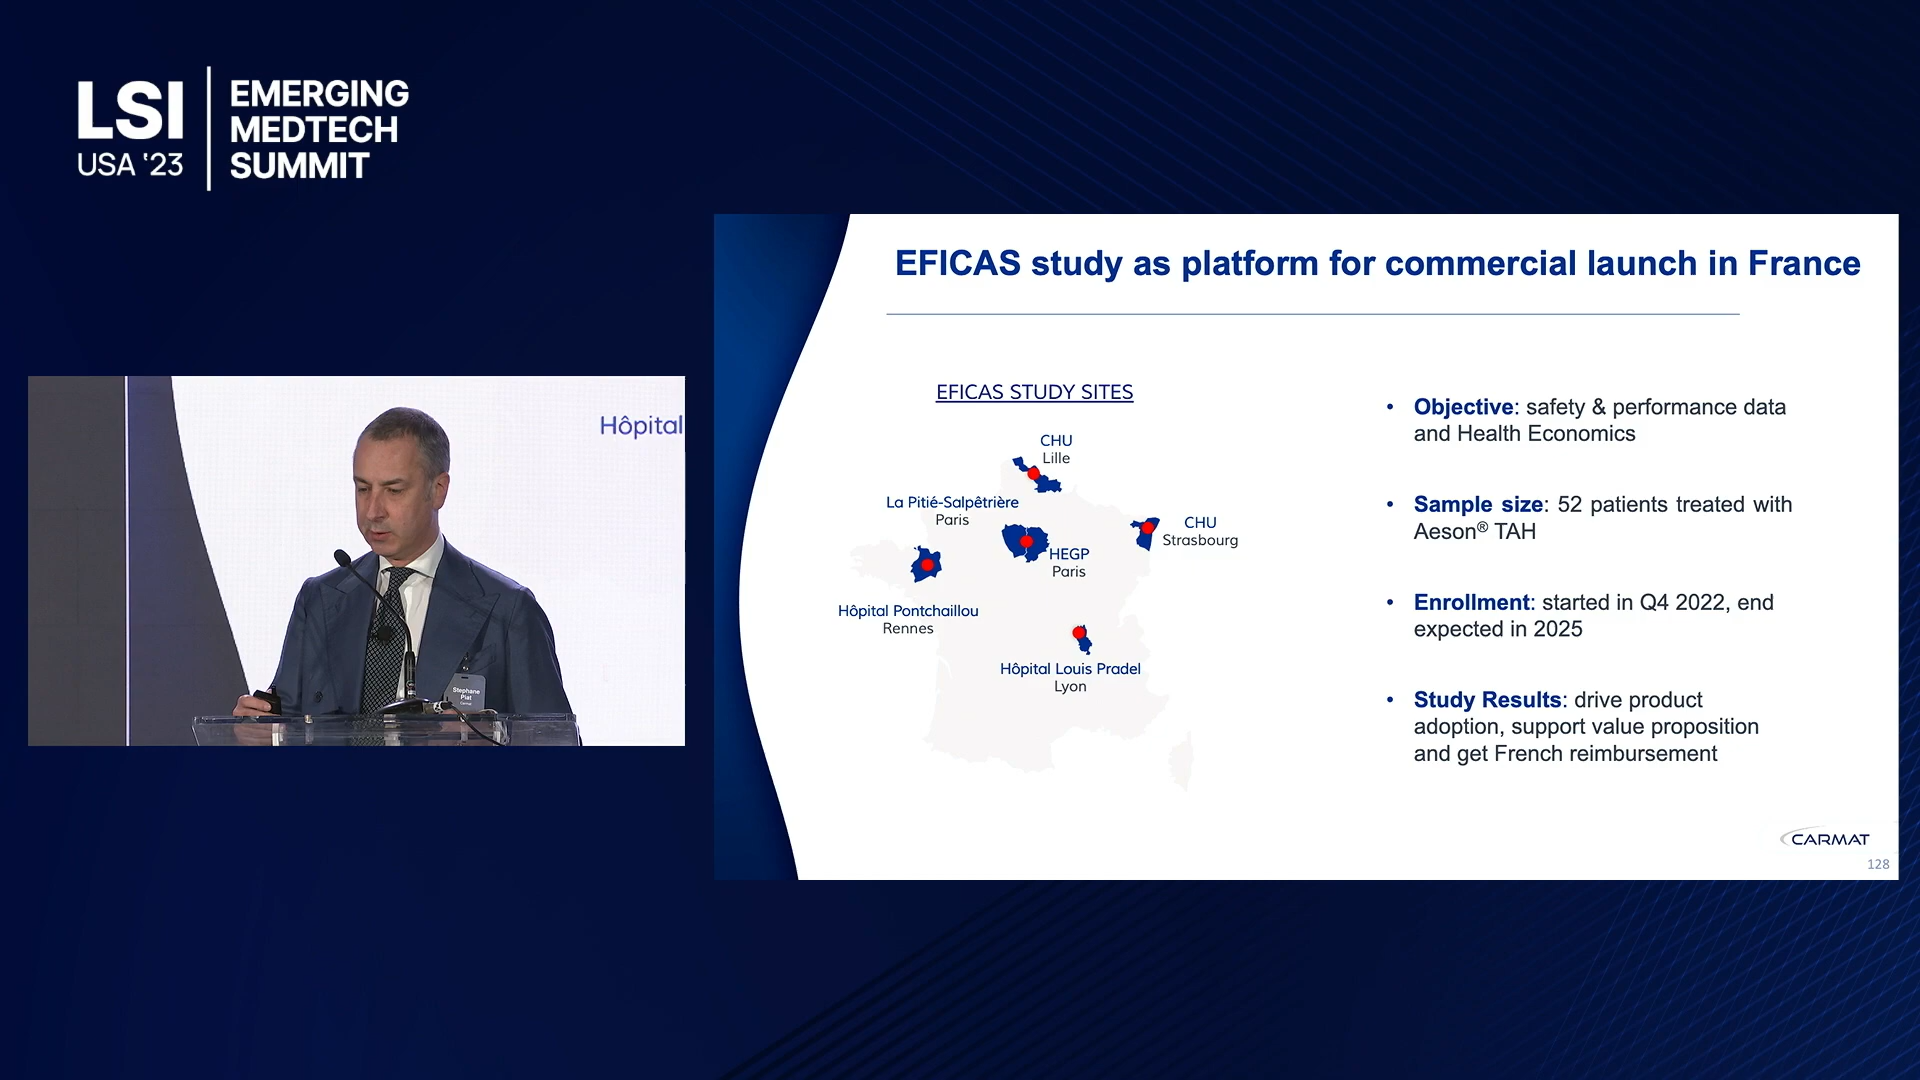 LSI
USA '23
EMERGING
MEDTECH
SUMMIT
Hôpital
Stephane
Piat
Carmat
EFICAS study as platform for commercial launch in France
EFICAS STUDY SITES
CHU
Lille
La Pitié-Salpêtrière
Paris
CHU
Strasbourg
HEGP
Paris
Hôpital Pontchaillou
Rennes
Hôpital Louis Pradel
Lyon
• Objective: safety & performance data
and Health Economics
• Sample size: 52 patients treated with
Aeson® TAH
• Enrollment: started in Q4 2022, end
expected in 2025
• Study Results: drive product
adoption, support value proposition
and get French reimbursement
CARMAT
128